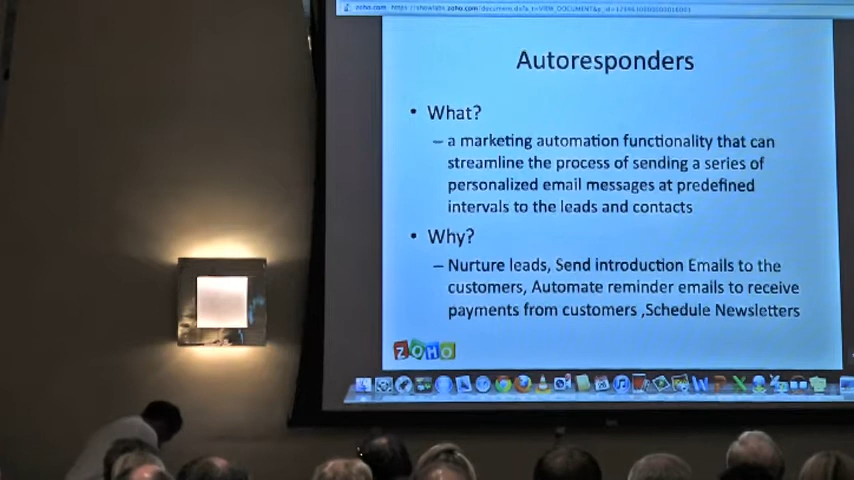 Autoresponders
• What?
– a marketing automation functionality that can
streamline the process of sending a series of
personalized email messages at predefined
intervals to the leads and contacts
• Why?
– Nurture leads, Send introduction Emails to the
customers, Automate reminder emails to receive
payments from customers ,Schedule Newsletters
ZOHO